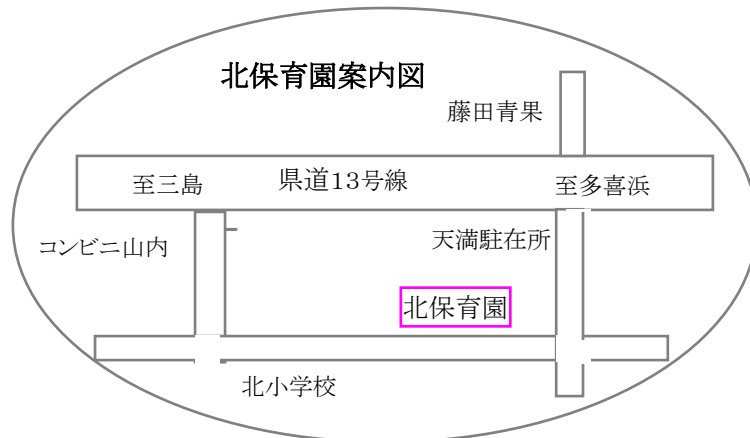 北保育園案内図
藤田青果
至三島
県道13号線
至多喜浜
コンビニ山内
天満駐在所
北保育園
北小学校